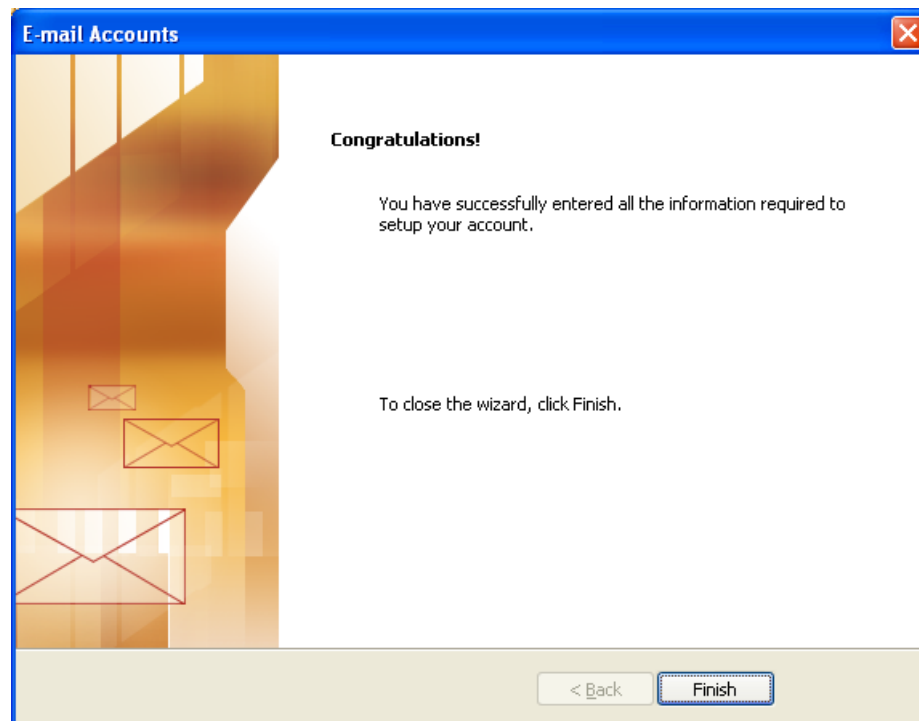 E-mail Accounts
Congratulations!
You have successfully entered all the information required to
setup your account.
To close the wizard, click Finish.
< Back
Finish